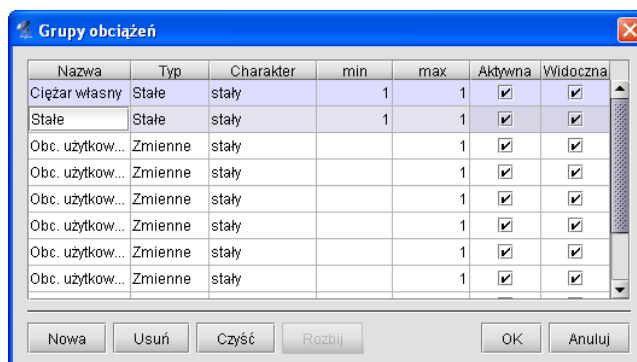 Grupy obciążeń
Nazwa Typ Charakter min max Aktywna Widoczna
Ciężar własny Stałe stały 1 1
Stałe Stałe stały 1 1
Obc. użytkow... Zmienne stały 1
Obc. użytkow... Zmienne stały 1
Obc. użytkow... Zmienne stały 1
Obc. użytkow... Zmienne stały 1
Obc. użytkow... Zmienne stały 1
Obc. użytkow... Zmienne stały 1
Nowa Usuń Czyść Rozbij OK Anuluj